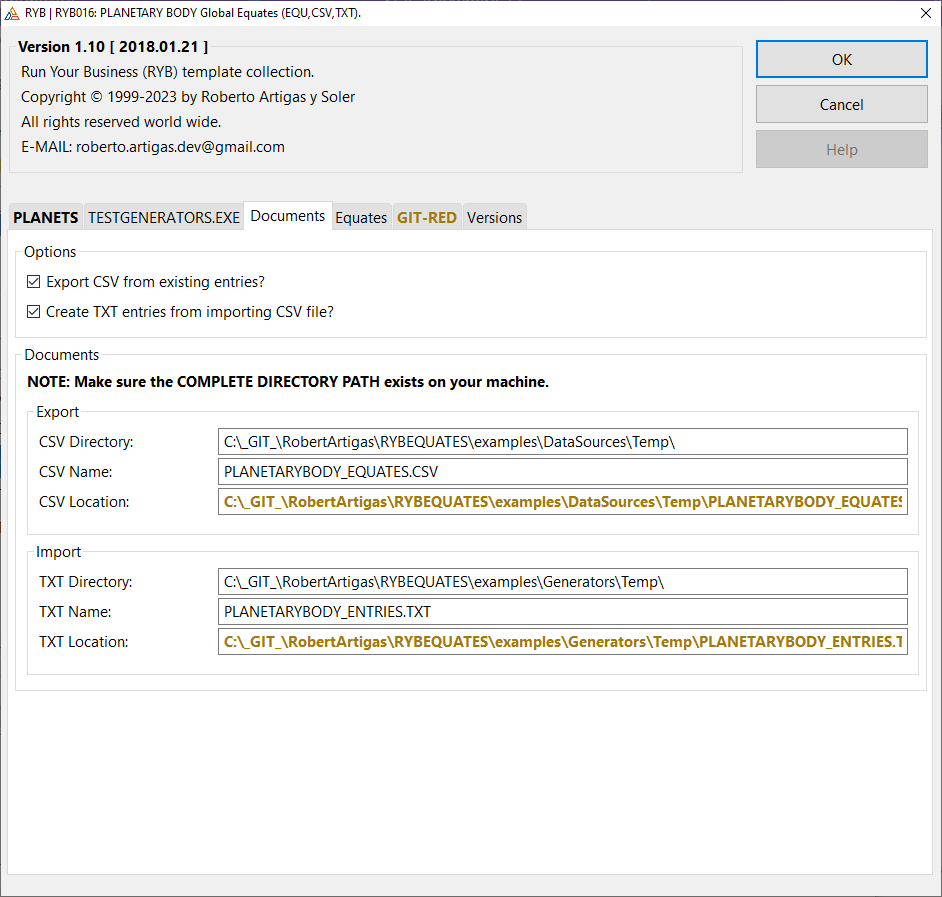 RYB | RYB016: PLANETARY BODY Global Equates (EQU,CSV,TXT).
Version 1.10 [ 2018.01.21 ]
Run Your Business (RYB) template collection.
Copyright © 1999-2023 by Roberto Artigas y Soler
All rights reserved world wide.
E-MAIL: roberto.artigas.dev@gmail.com
OK
Cancel
Help
PLANETS TESTGENERATORS.EXE Documents Equates GIT-RED Versions
Options
Export CSV from existing entries?
Create TXT entries from importing CSV file?
Documents
NOTE: Make sure the COMPLETE DIRECTORY PATH exists on your machine.
Export
CSV Directory: C:\_GIT_\RobertArtigas\RYBEQUATES\examples\DataSources\Temp\
CSV Name: PLANETARYBODY_EQUATES.CSV
CSV Location: C:\_GIT_\RobertArtigas\RYBEQUATES\examples\DataSources\Temp\PLANETARYBODY_EQUATES
Import
TXT Directory: C:\_GIT_\RobertArtigas\RYBEQUATES\examples\Generators\Temp\
TXT Name: PLANETARYBODY_ENTRIES.TXT
TXT Location: C:\_GIT_\RobertArtigas\RYBEQUATES\examples\Generators\Temp\PLANETARYBODY_ENTRIES.T